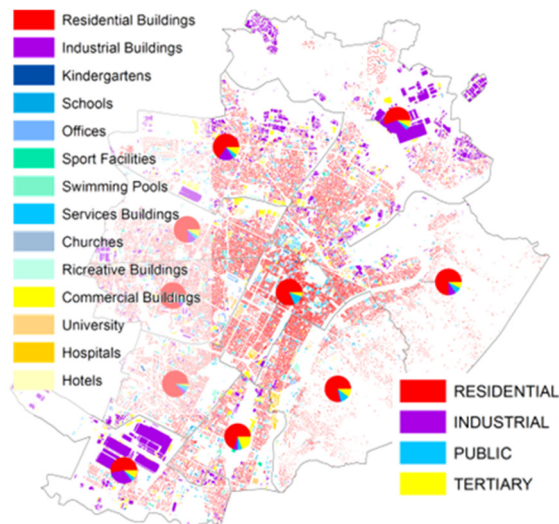 Residential Buildings
Industrial Buildings
Kindergartens
Schools
Offices
Sport Facilities
Swimming Pools
Services Buildings
Churches
Ricreative Buildings
Commercial Buildings
University
Hospitals
Hotels
RESIDENTIAL
INDUSTRIAL
PUBLIC
TERTIARY